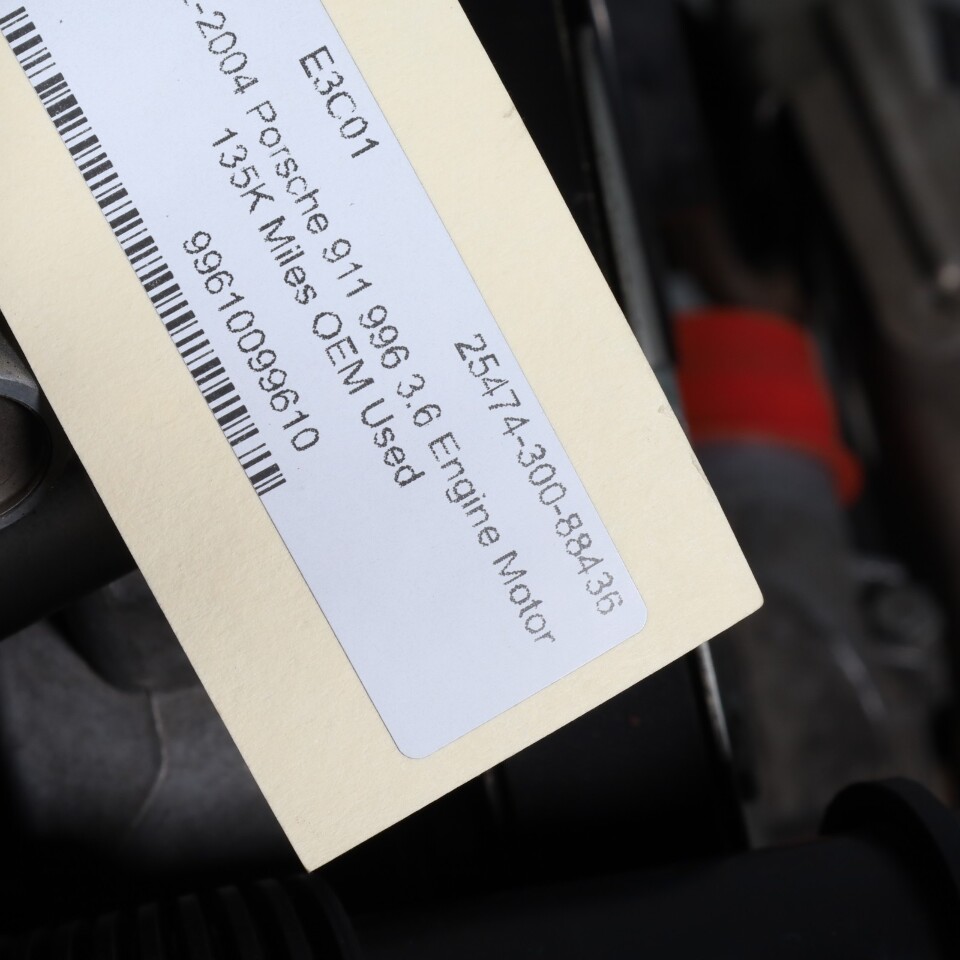 E3C01 25474-300-88436
-2004 Porsche 911 996 3.6 Engine Motor
135K Miles OEM Used
99610099610